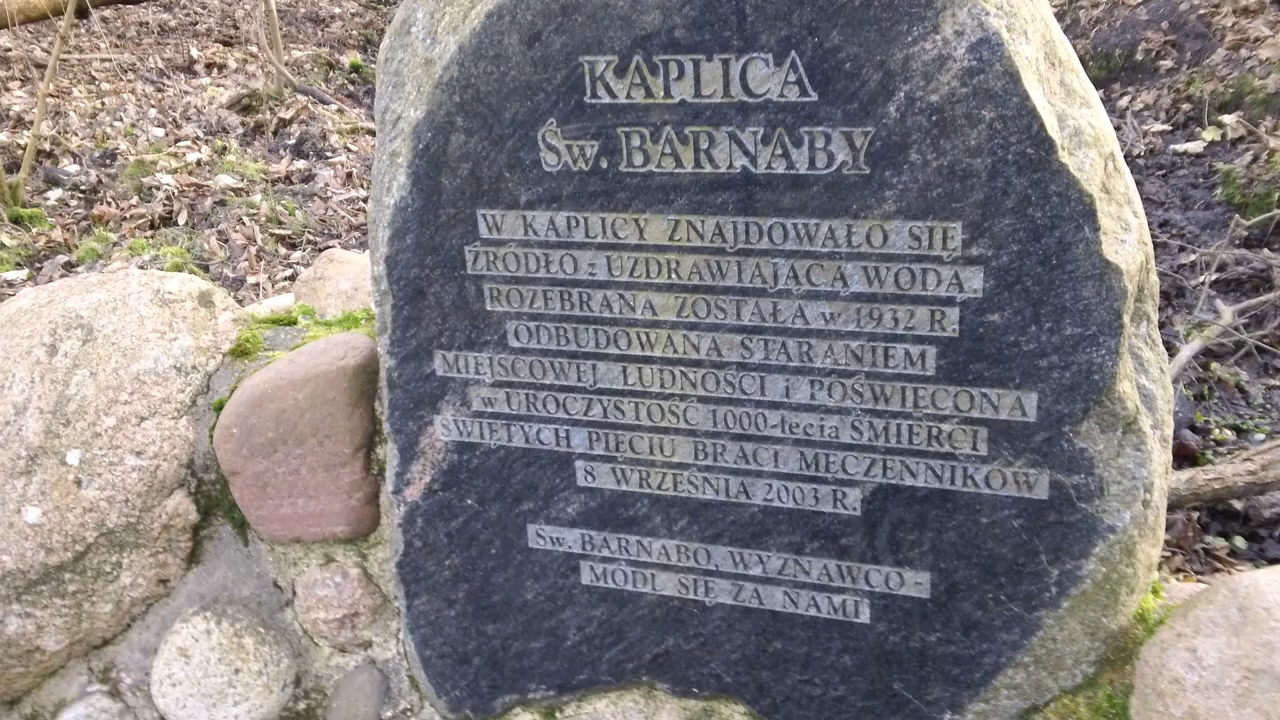 KAPLICA
Św. BARNABY
W KAPLICY ZNAJDOWAŁO SIĘ
ŹRÓDŁO z UZDRAWIAJĄCĄ WODĄ.
ROZEBRANA ZOSTAŁA w 1932 R.
ODBUDOWANA STARANIEM
MIEJSCOWEJ LUDNOŚCI i POŚWIĘCONA
w UROCZYSTOŚĆ 1000-lecia ŚMIERCI
ŚWIĘTYCH PIĘCIU BRACI MĘCZENNIKÓW
8 WRZEŚNIA 2003 R.
Św. BARNABO, WYZNAWCO -
MÓDL SIĘ ZA NAMI